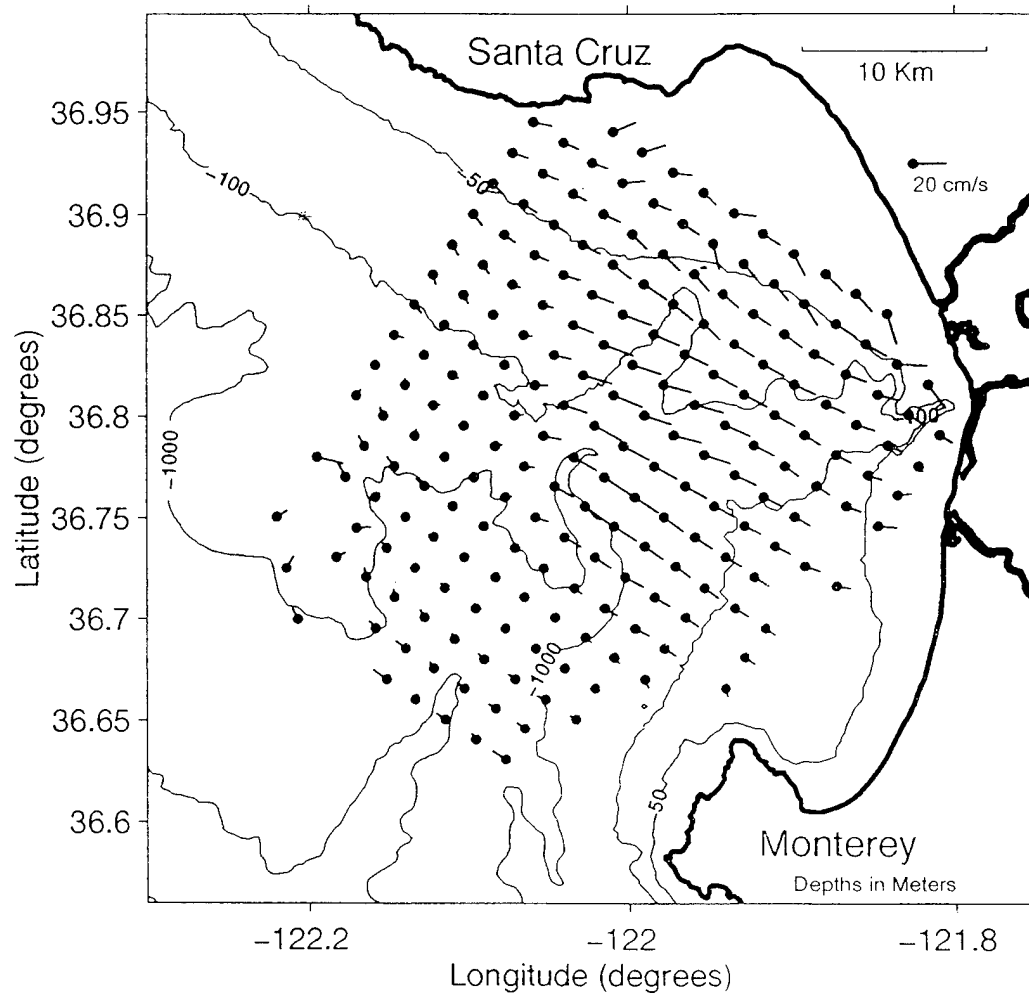 Santa Cruz
10 Km
36.95
36.9
36.85
36.8
36.75
36.7
36.65
36.6
Latitude (degrees)
-100
-50
20 cm/s
-1000
100
-1000
50
Monterey
Depths in Meters
-122.2
-122
-121.8
Longitude (degrees)